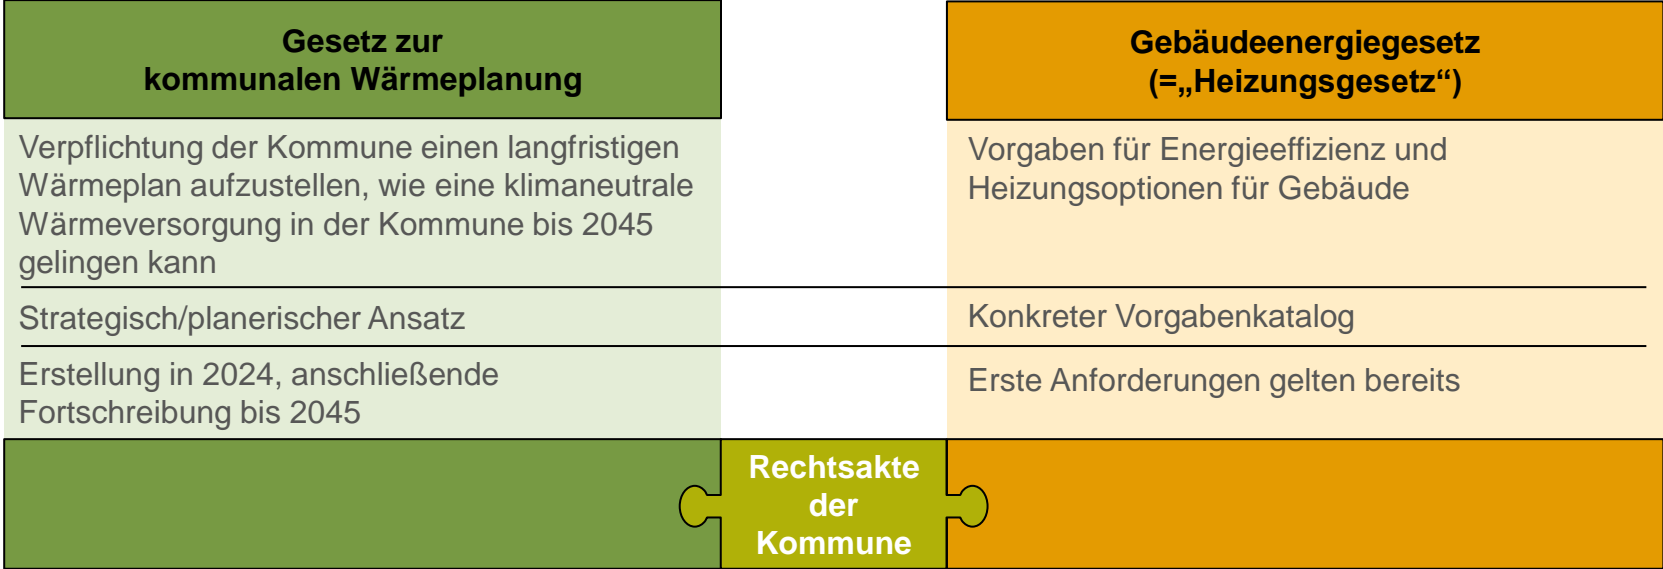 Gesetz zur
kommunalen Wärmeplanung
Gebäudeenergiegesetz
(=„Heizungsgesetz“)
Verpflichtung der Kommune einen langfristigen
Wärmeplan aufzustellen, wie eine klimaneutrale
Wärmeversorgung in der Kommune bis 2045
gelingen kann
Vorgaben für Energieeffizienz und
Heizungsoptionen für Gebäude
Strategisch/planerischer Ansatz
Konkreter Vorgabenkatalog
Erstellung in 2024, anschließende
Fortschreibung bis 2045
Erste Anforderungen gelten bereits
Rechtsakte
der
Kommune